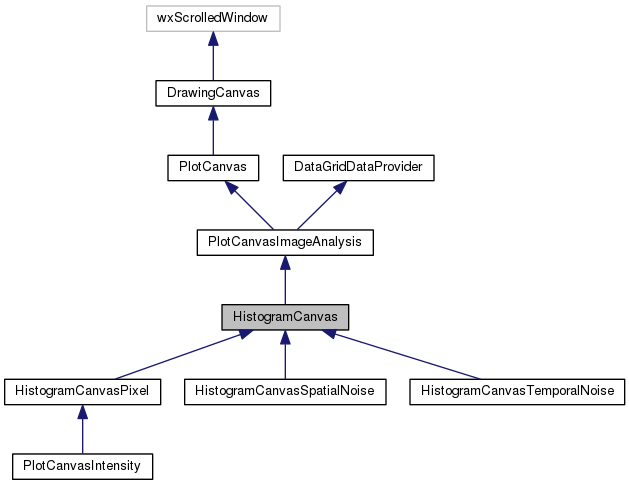 wxScrolledWindow
DrawingCanvas
PlotCanvas
DataGridDataProvider
PlotCanvasImageAnalysis
HistogramCanvas
HistogramCanvasPixel
HistogramCanvasSpatialNoise
HistogramCanvasTemporalNoise
PlotCanvasIntensity